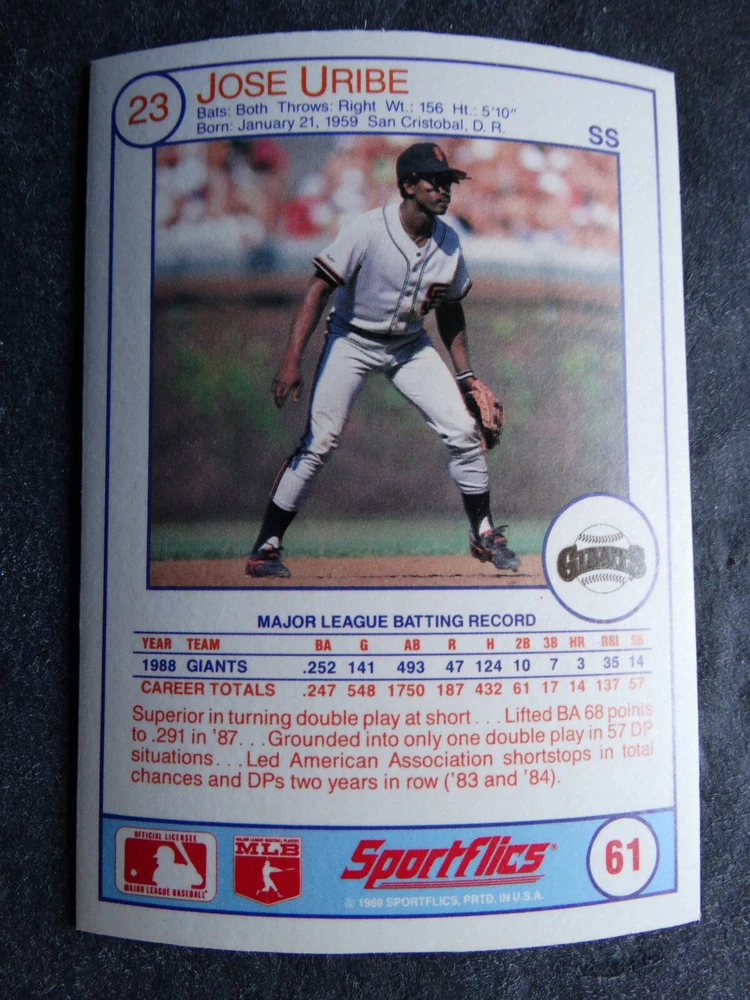 23
JOSE URIBE
Bats: Both Throws: Right Wt.: 156 Ht.: 5'10"
Born: January 21, 1959 San Cristobal, D. R.
SS
GIANTS
MAJOR LEAGUE BATTING RECORD
YEAR TEAM BA G AB R H 2B 3B HR RBI SB
1988 GIANTS .252 141 493 47 124 10 7 3 35 14
CAREER TOTALS .247 548 1750 187 432 61 17 14 137 57
Superior in turning double play at short . . . Lifted BA 68 points
to .291 in '87. . . Grounded into only one double play in 57 DP
situations . . . Led American Association shortstops in total
chances and DPs two years in row ('83 and '84).
OFFICIAL LICENSEE
MAJOR LEAGUE BASEBALL
MAJOR LEAGUE BASEBALL PLAYERS
MLB
Sportflics®
© 1989 SPORTFLICS, PRTD. IN U.S.A.
61